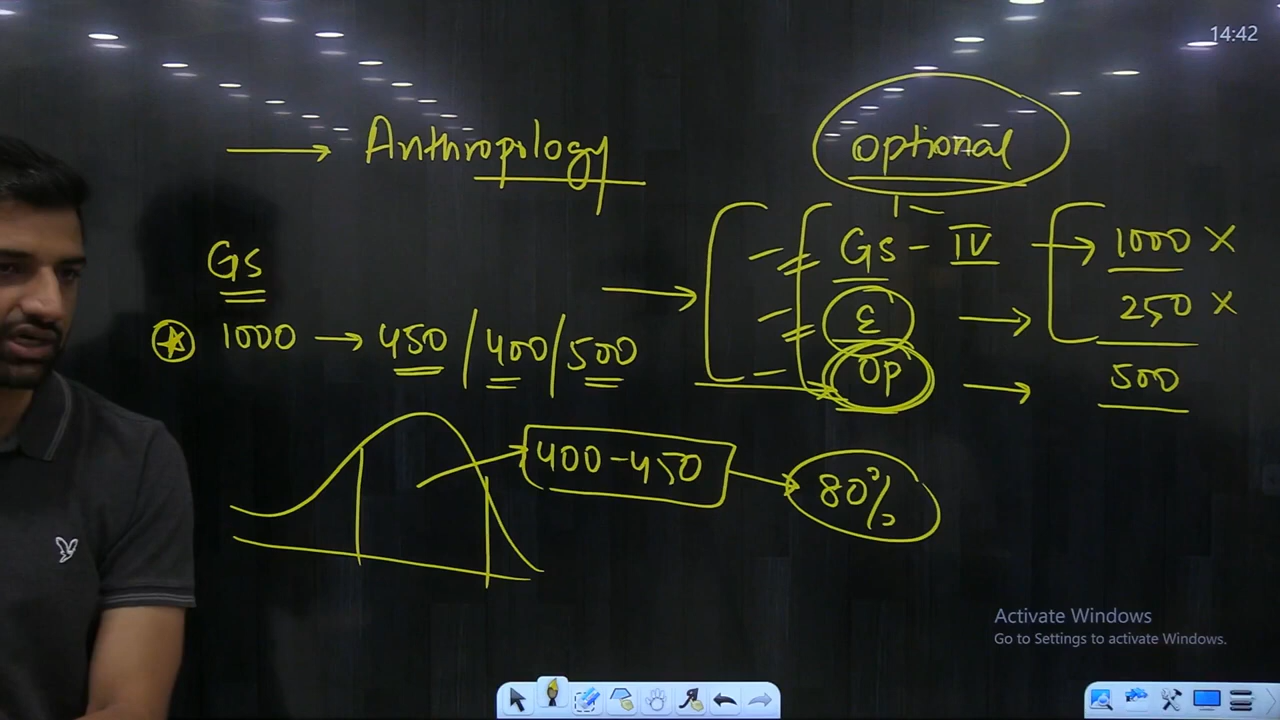 14:42
→ Anthropology
optional
GS - IV → 1000 X
GS
ε → 250 X
1000 → 450 / 400 / 500
OP → 500
400-450 → 80%
Activate Windows
Go to Settings to activate Windows.